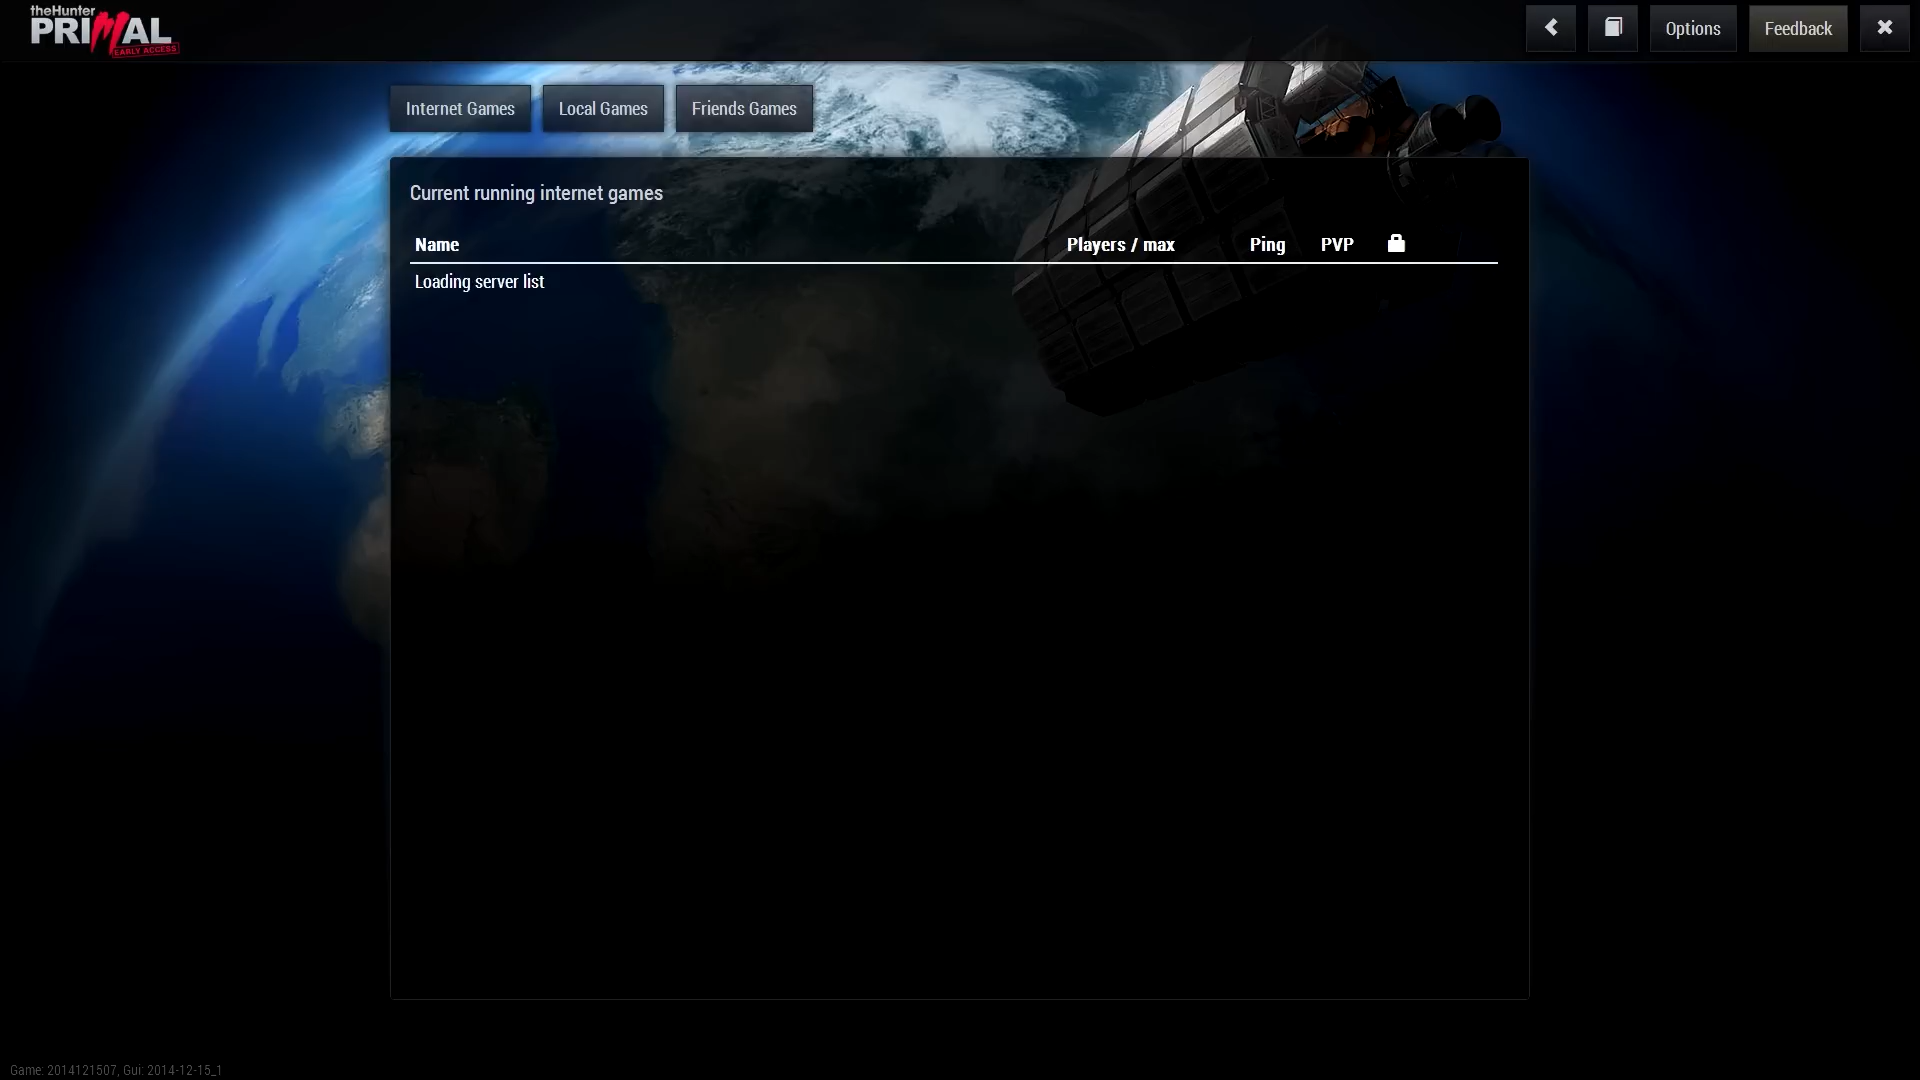 theHunter
PRIMAL
EARLY ACCESS
Options
Feedback
Internet Games
Local Games
Friends Games
Current running internet games
Name
Players / max
Ping
PVP
Loading server list
Game: 2014121507, Gui: 2014-12-15_1